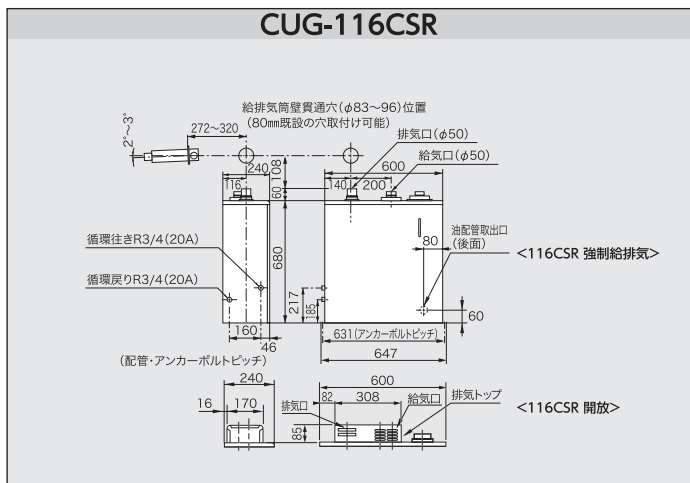 CUG-116CSR
給排気筒壁貫通穴(φ83～96)位置
(80mm既設の穴取付け可能)
2°～3°
272～320
排気口(φ50)
給気口(φ50)
240
116
108
60
600
140
200
循環往きR3/4(20A)
循環戻りR3/4(20A)
680
油配管取出口
(後面)
80
<116CSR 強制給排気>
217
185
60
160
46
631(アンカーボルトピッチ)
647
(配管・アンカーボルトピッチ)
240
16
170
600
82
308
排気口
給気口
排気トップ
85
<116CSR 開放>